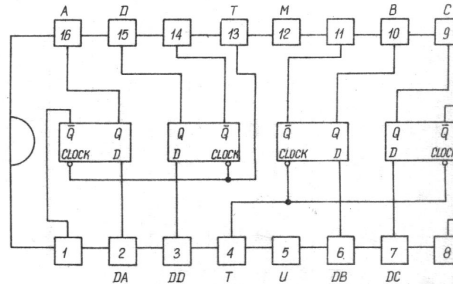 A D T M B C
16 15 14 13 12 11 10 9
Q̅ Q Q Q̅ Q̅ Q Q Q̅
CLOCK D D CLOCK CLOCK D D CLOCK
1 2 3 4 5 6 7 8
DA DD T U DB DC